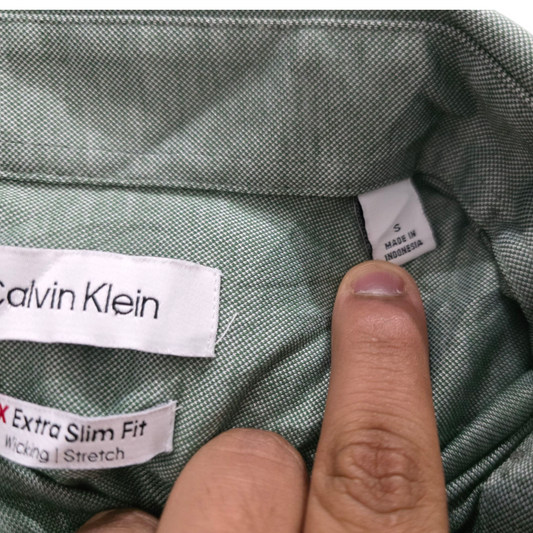 S
MADE IN
INDONESIA
Calvin Klein
X Extra Slim Fit
Wicking | Stretch